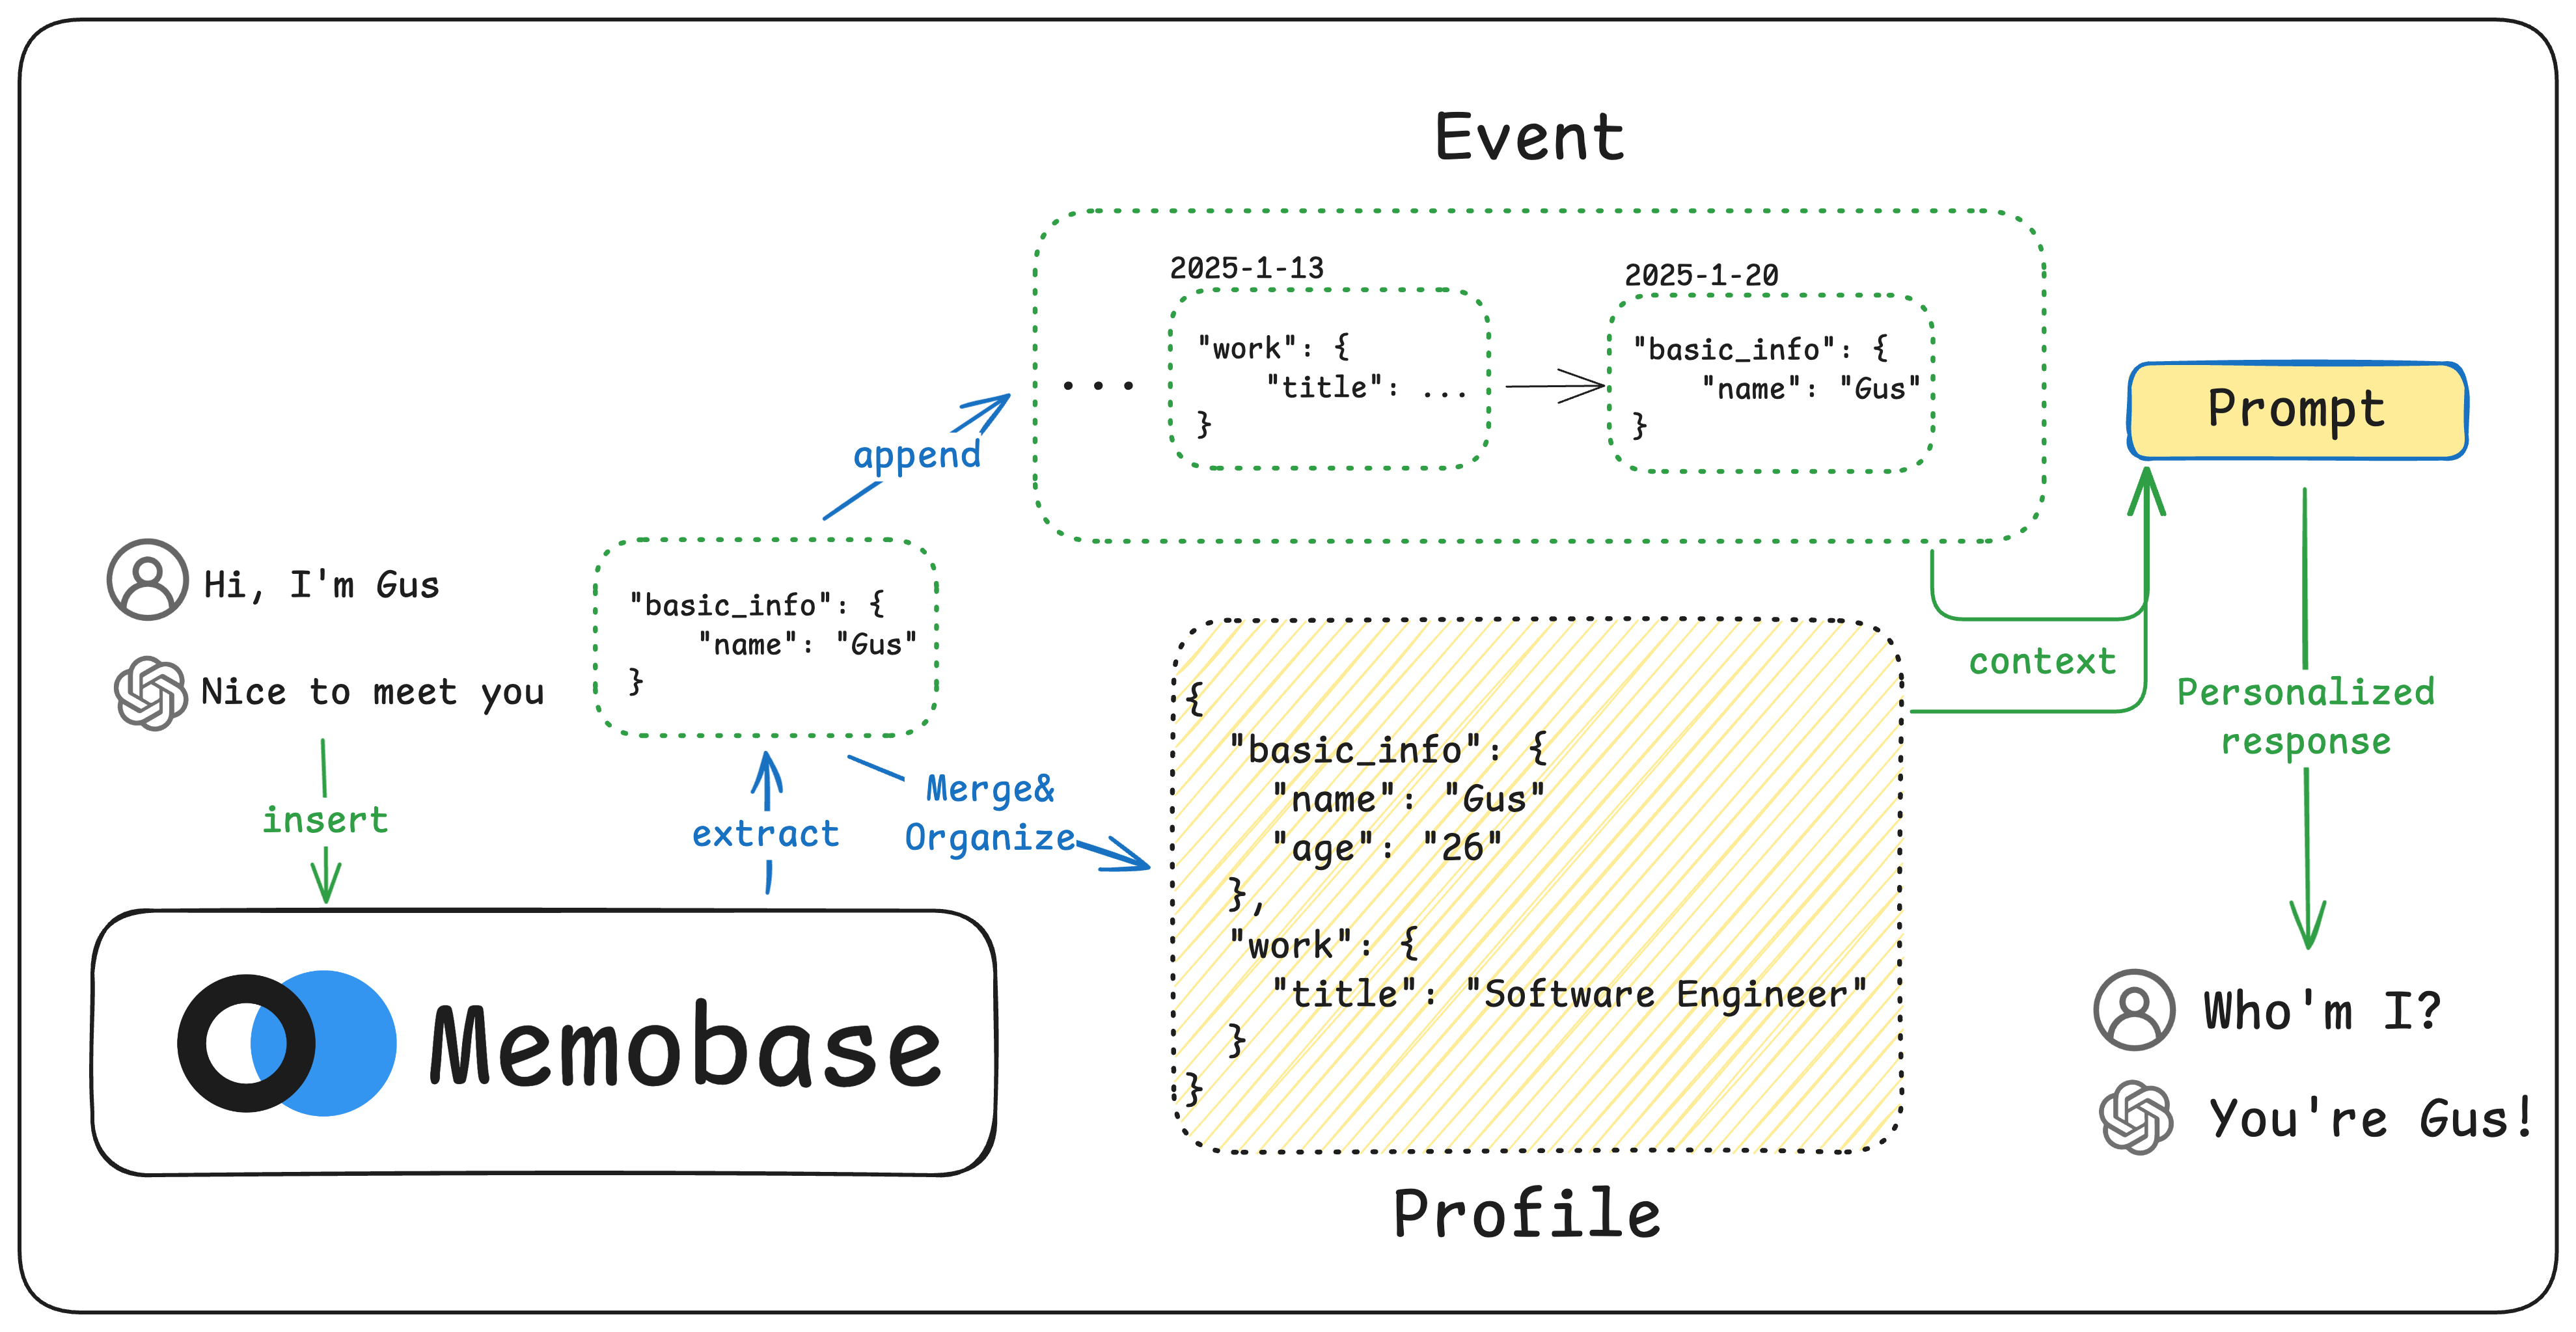 Event
2025-1-13
"work": {
"title": ...
}
2025-1-20
"basic_info": {
"name": "Gus"
}
...
append
Hi, I'm Gus
Nice to meet you
insert
"basic_info": {
"name": "Gus"
}
extract
Merge&
Organize
Memobase
{
"basic_info": {
"name": "Gus"
"age": "26"
},
"work": {
"title": "Software Engineer"
}
}
Profile
context
Prompt
Personalized
response
Who'm I?
You're Gus!